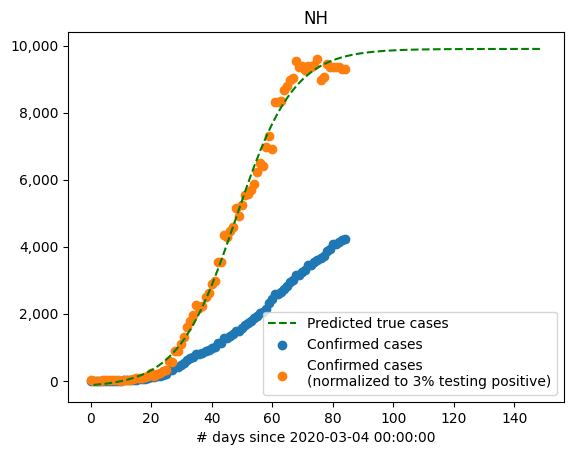 NH
10,000
8,000
6,000
4,000
2,000
0
Predicted true cases
Confirmed cases
Confirmed cases
(normalized to 3% testing positive)
0 20 40 60 80 100 120 140
# days since 2020-03-04 00:00:00